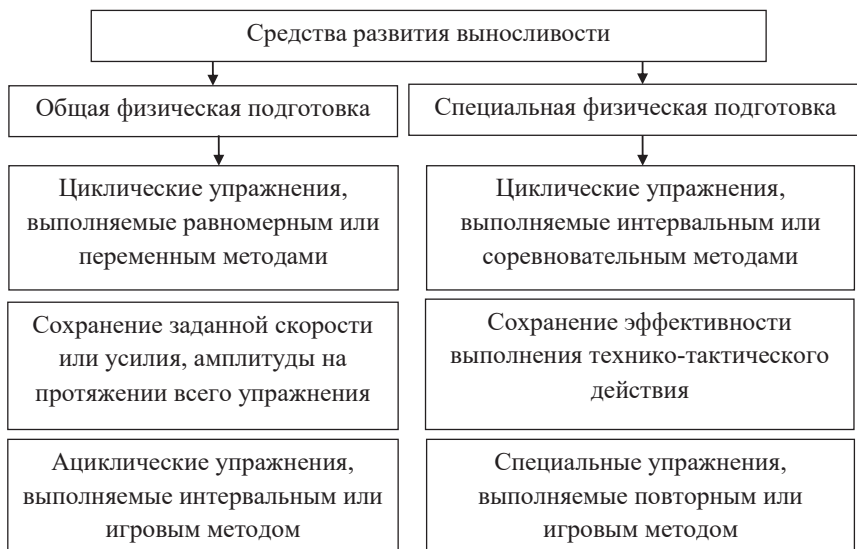 Средства развития выносливости
Общая физическая подготовка
Специальная физическая подготовка
Циклические упражнения,
выполняемые равномерным или
переменным методами
Циклические упражнения,
выполняемые интервальным или
соревновательным методами
Сохранение заданной скорости
или усилия, амплитуды на
протяжении всего упражнения
Сохранение эффективности
выполнения технико-тактического
действия
Ациклические упражнения,
выполняемые интервальным или
игровым методом
Специальные упражнения,
выполняемые повторным или
игровым методом